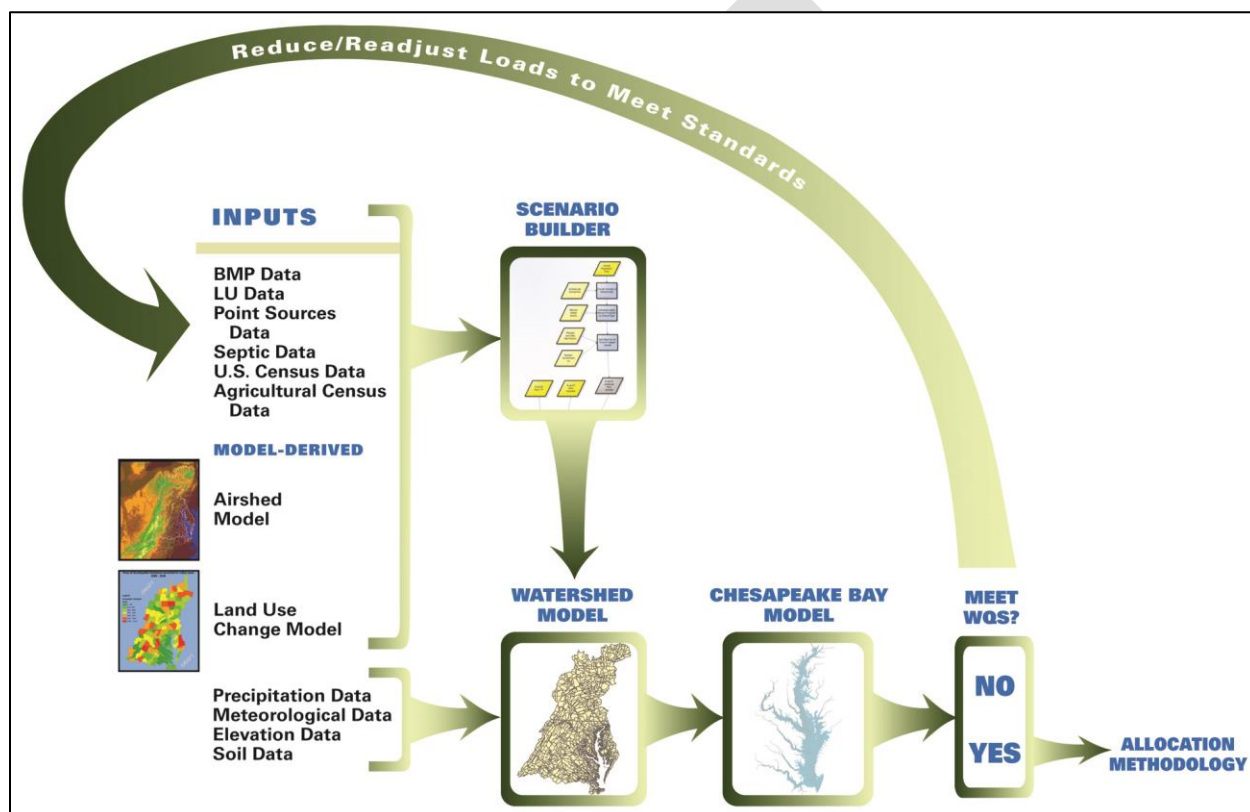 Reduce/Readjust Loads to Meet Standards
INPUTS
BMP Data
LU Data
Point Sources
Data
Septic Data
U.S. Census Data
Agricultural Census
Data
MODEL-DERIVED
Airshed
Model
Land Use
Change Model
Precipitation Data
Meteorological Data
Elevation Data
Soil Data
SCENARIO
BUILDER
WATERSHED
MODEL
CHESAPEAKE BAY
MODEL
MEET
WQS?
NO
YES
ALLOCATION
METHODOLOGY